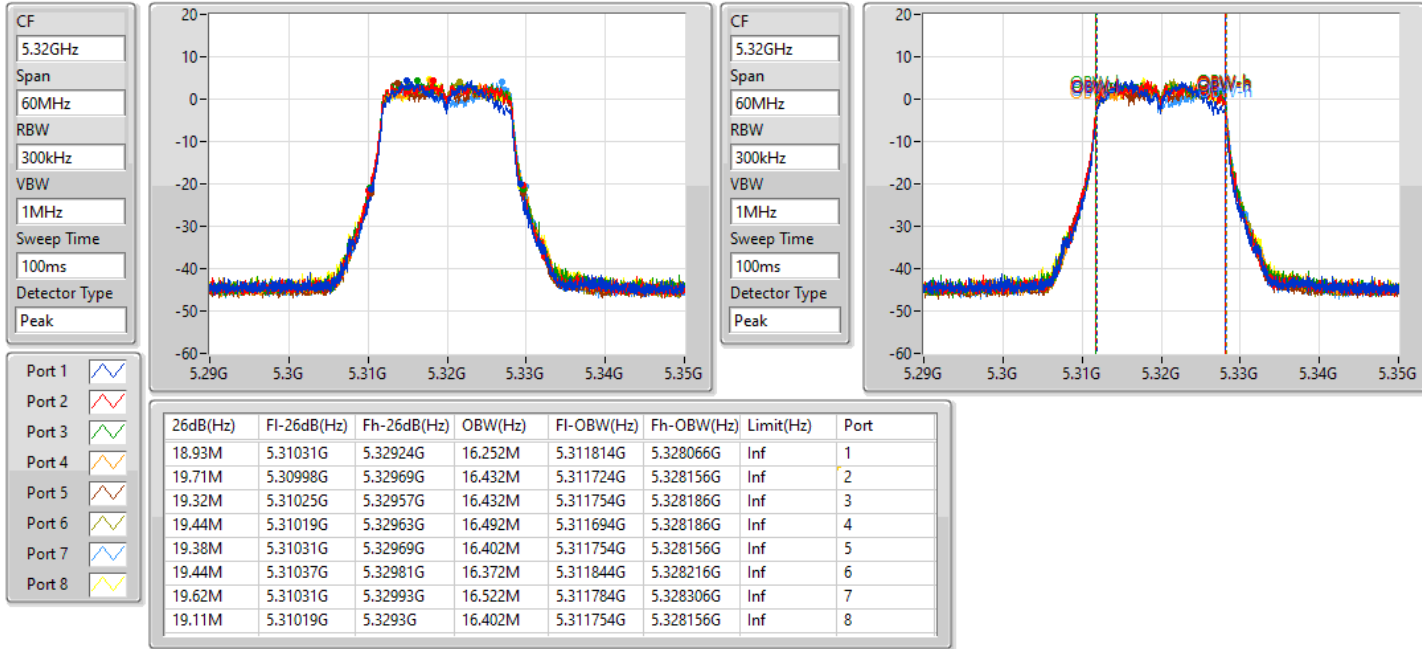 CF
5.32GHz
Span
60MHz
RBW
300kHz
VBW
1MHz
Sweep Time
100ms
Detector Type
Peak
20
10
0
-10
-20
-30
-40
-50
-60
5.29G 5.3G 5.31G 5.32G 5.33G 5.34G 5.35G
CF
5.32GHz
Span
60MHz
RBW
300kHz
VBW
1MHz
Sweep Time
100ms
Detector Type
Peak
20
10
0
-10
-20
-30
-40
-50
-60
OBW-h
5.29G 5.3G 5.31G 5.32G 5.33G 5.34G 5.35G
Port 1
Port 2
Port 3
Port 4
Port 5
Port 6
Port 7
Port 8
26dB(Hz) Fl-26dB(Hz) Fh-26dB(Hz) OBW(Hz) Fl-OBW(Hz) Fh-OBW(Hz) Limit(Hz) Port
18.93M 5.31031G 5.32924G 16.252M 5.311814G 5.328066G Inf 1
19.71M 5.30998G 5.32969G 16.432M 5.311724G 5.328156G Inf 2
19.32M 5.31025G 5.32957G 16.432M 5.311754G 5.328186G Inf 3
19.44M 5.31019G 5.32963G 16.492M 5.311694G 5.328186G Inf 4
19.38M 5.31031G 5.32969G 16.402M 5.311754G 5.328156G Inf 5
19.44M 5.31037G 5.32981G 16.372M 5.311844G 5.328216G Inf 6
19.62M 5.31031G 5.32993G 16.522M 5.311784G 5.328306G Inf 7
19.11M 5.31019G 5.3293G 16.402M 5.311754G 5.328156G Inf 8